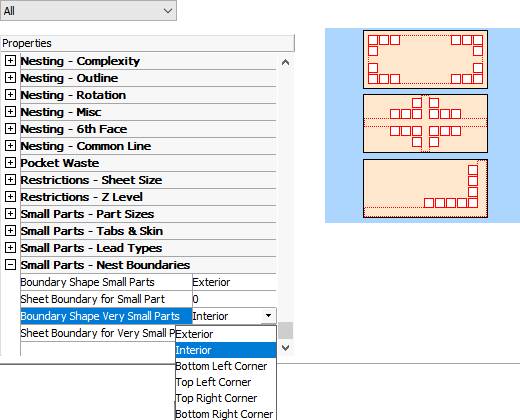 All
Properties
Nesting - Complexity
Nesting - Outline
Nesting - Rotation
Nesting - Misc
Nesting - 6th Face
Nesting - Common Line
Pocket Waste
Restrictions - Sheet Size
Restrictions - Z Level
Small Parts - Part Sizes
Small Parts - Tabs & Skin
Small Parts - Lead Types
Small Parts - Nest Boundaries
Boundary Shape Small Parts Exterior
Sheet Boundary for Small Part 0
Boundary Shape Very Small Parts Interior
Sheet Boundary for Very Small
Exterior
Interior
Bottom Left Corner
Top Left Corner
Top Right Corner
Bottom Right Corner